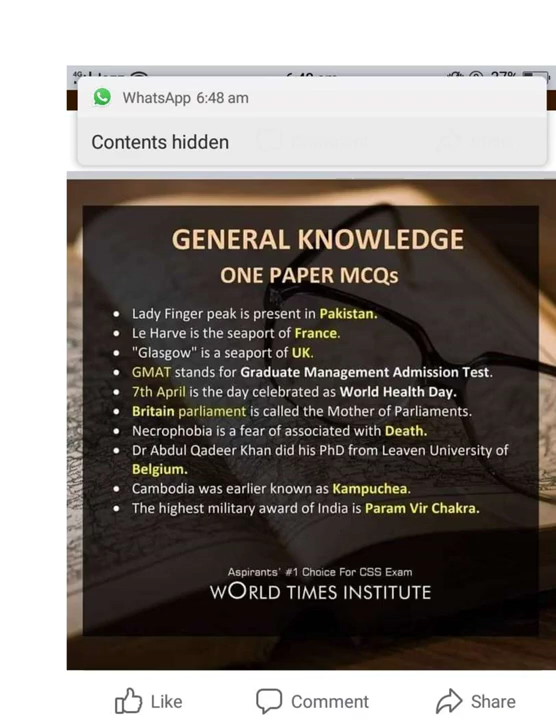 WhatsApp 6:48 am
Contents hidden
GENERAL KNOWLEDGE
ONE PAPER MCQs
• Lady Finger peak is present in Pakistan.
• Le Harve is the seaport of France.
• "Glasgow" is a seaport of UK.
• GMAT stands for Graduate Management Admission Test.
• 7th April is the day celebrated as World Health Day.
• Britain parliament is called the Mother of Parliaments.
• Necrophobia is a fear of associated with Death.
• Dr Abdul Qadeer Khan did his PhD from Leaven University of
Belgium.
• Cambodia was earlier known as Kampuchea.
• The highest military award of India is Param Vir Chakra.
Aspirants' #1 Choice For CSS Exam
WORLD TIMES INSTITUTE
Like Comment Share